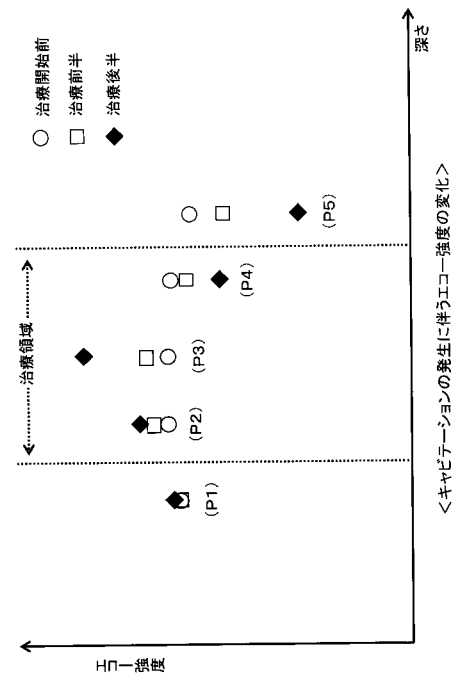 エコー強度
治療領域
○ 治療開始前
□ 治療前半
◆ 治療後半
(P1)
(P2)
(P3)
(P4)
(P5)
深さ
＜キャビテーションの発生に伴うエコー強度の変化＞